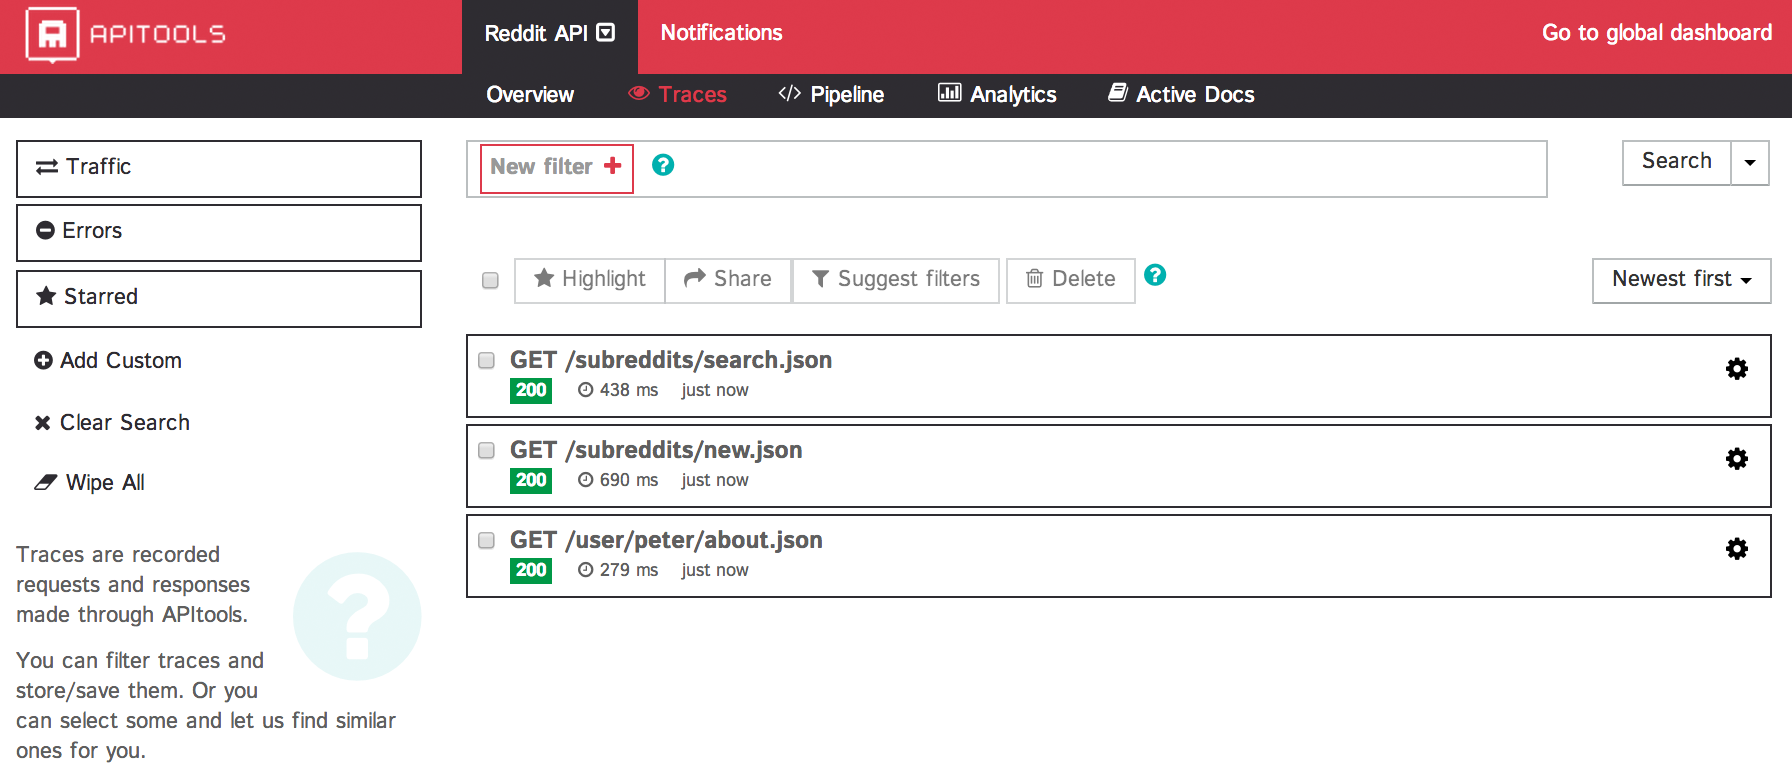 APITOOLS
Reddit API
Notifications
Go to global dashboard
Overview
Traces
</> Pipeline
Analytics
Active Docs
Traffic
Errors
Starred
Add Custom
Clear Search
Wipe All
Traces are recorded
requests and responses
made through APItools.
You can filter traces and
store/save them. Or you
can select some and let us find similar
ones for you.
New filter +
?
Search
Highlight
Share
Suggest filters
Delete
?
Newest first
GET /subreddits/search.json
200 438 ms just now
GET /subreddits/new.json
200 690 ms just now
GET /user/peter/about.json
200 279 ms just now